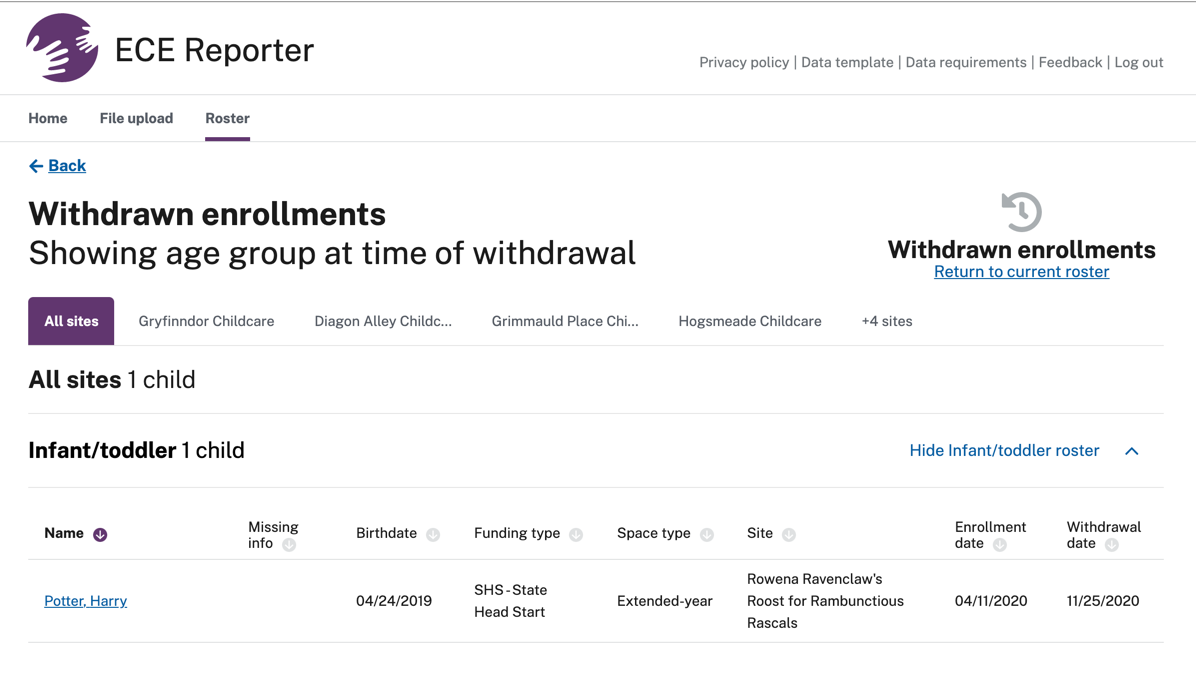 ECE Reporter
Privacy policy | Data template | Data requirements | Feedback | Log out
Home File upload Roster
Back
Withdrawn enrollments
Showing age group at time of withdrawal
Withdrawn enrollments
Return to current roster
All sites Gryfinndor Childcare Diagon Alley Childc... Grimmauld Place Chi... Hogsmeade Childcare +4 sites
All sites 1 child
Infant/toddler 1 child Hide Infant/toddler roster
Name Missing info Birthdate Funding type Space type Site Enrollment date Withdrawal date
Potter, Harry 04/24/2019 SHS - State Head Start Extended-year Rowena Ravenclaw's Roost for Rambunctious Rascals 04/11/2020 11/25/2020